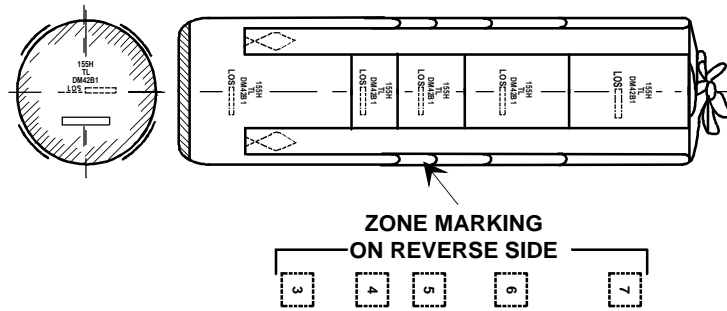 155H
TL
DM42B1
LOS
155H
TL
DM42B1
LOS
155H
TL
DM42B1
LOS
155H
TL
DM42B1
LOS
155H
TL
DM42B1
LOS
155H
TL
DM42B1
LOS
ZONE MARKING
ON REVERSE SIDE
3
4
5
6
7